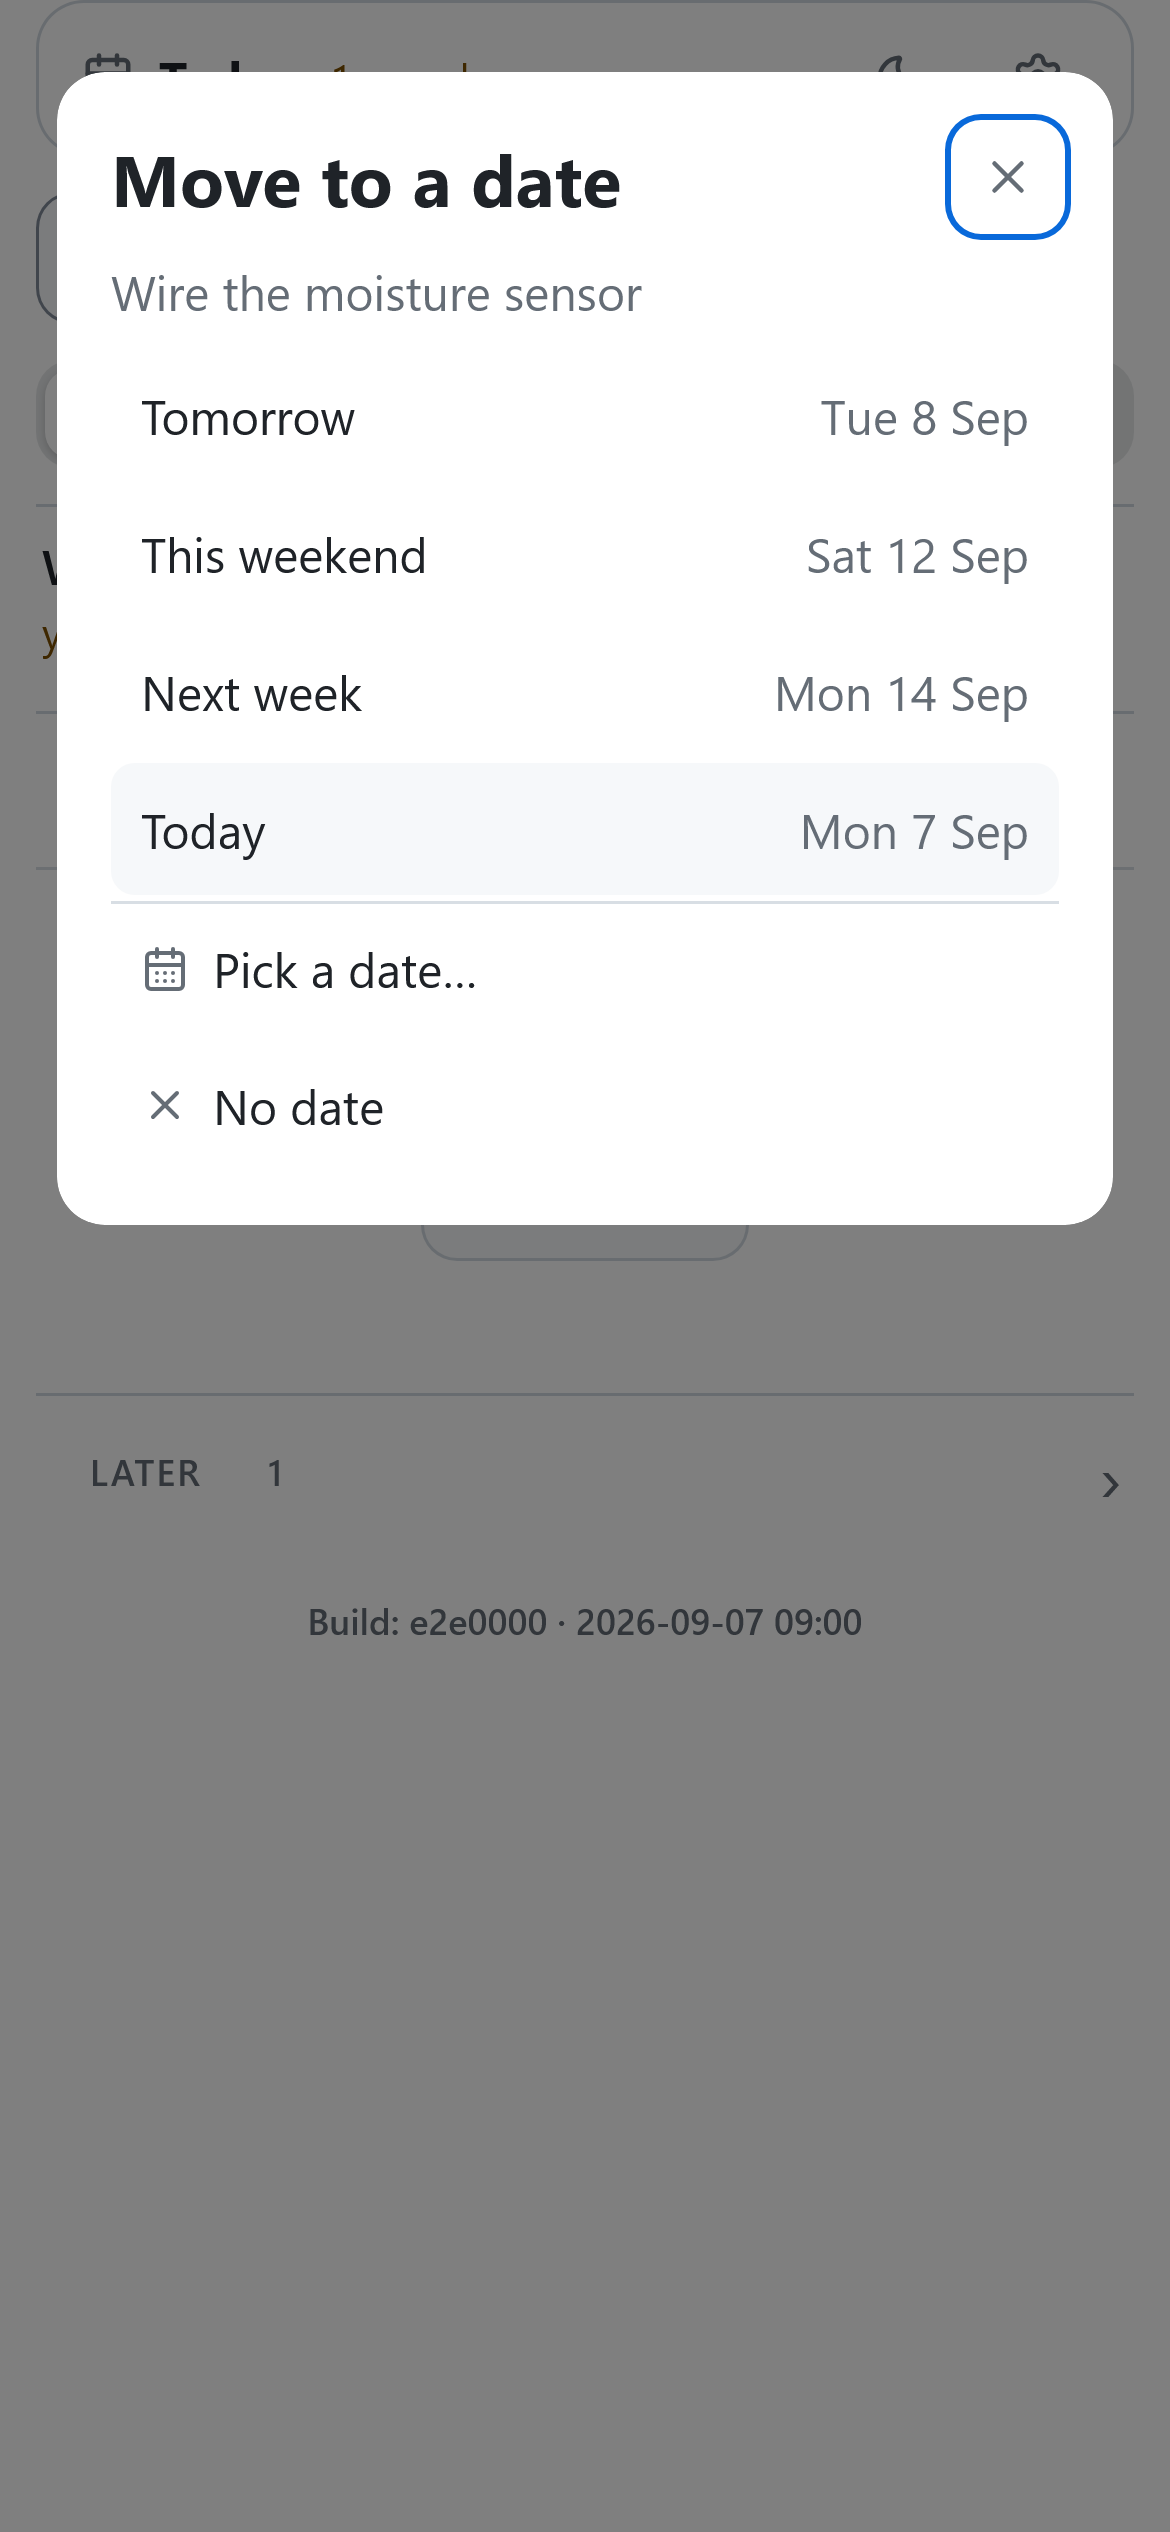 Move to a date
Wire the moisture sensor
Tomorrow Tue 8 Sep
This weekend Sat 12 Sep
Next week Mon 14 Sep
Today Mon 7 Sep
Pick a date...
No date
LATER 1
Build: e2e0000 · 2026-09-07 09:00